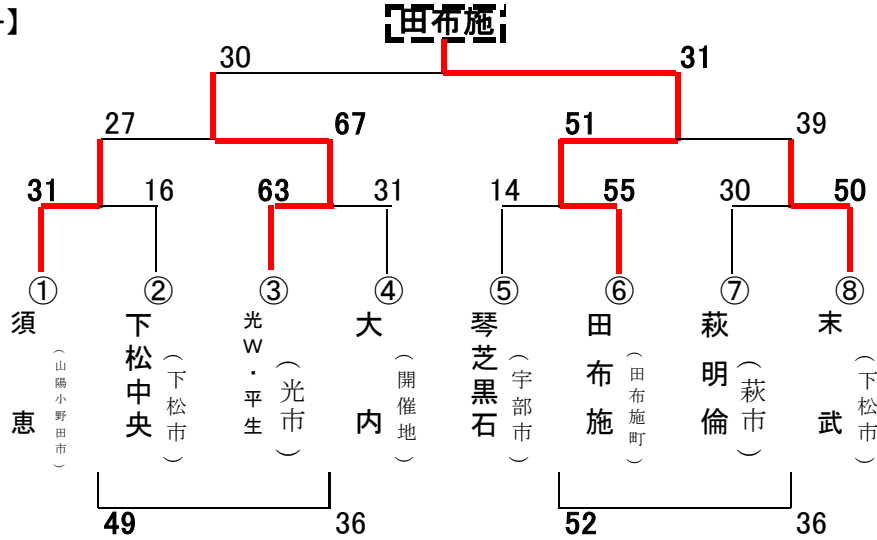 】
田布施
30 31
27 67 51 39
31 16 63 31 14 55 30 50
① ② ③ ④ ⑤ ⑥ ⑦ ⑧
須恵
（山陽小野田市）
下松中央
（下松市）
光W・平生
（光市）
大内
（開催地）
琴芝黒石
（宇部市）
田布施
（田布施町）
萩明倫
（萩市）
末武
（下松市）
49 36 52 36